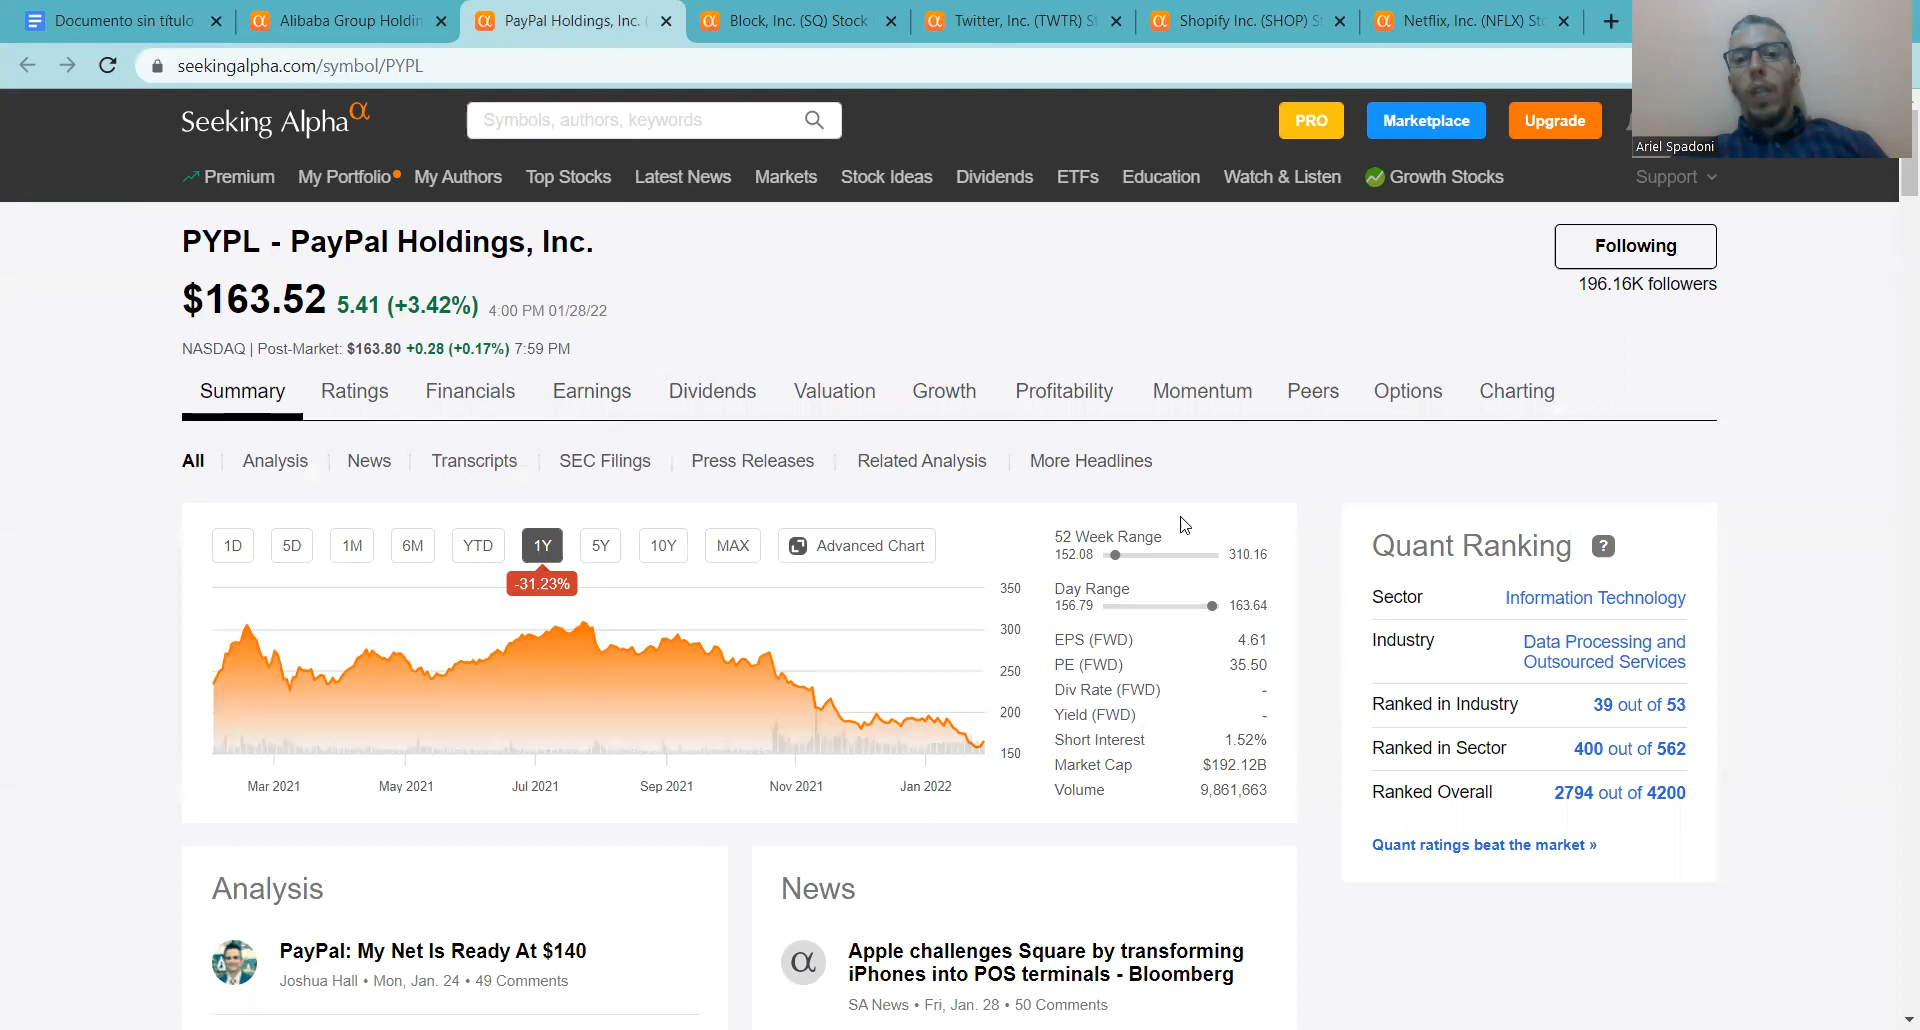 Documento sin título
Alibaba Group Holdin
PayPal Holdings, Inc. (
Block, Inc. (SQ) Stock
Twitter, Inc. (TWTR) S
Shopify Inc. (SHOP) S
Netflix, Inc. (NFLX) Sto
seekingalpha.com/symbol/PYPL
Ariel Spadoni
Seeking Alpha α
Symbols, authors, keywords
PRO
Marketplace
Upgrade
Premium
My Portfolio
My Authors
Top Stocks
Latest News
Markets
Stock Ideas
Dividends
ETFs
Education
Watch & Listen
Growth Stocks
Support
PYPL - PayPal Holdings, Inc.
Following
196.16K followers
$163.52 5.41 (+3.42%) 4:00 PM 01/28/22
NASDAQ | Post-Market: $163.80 +0.28 (+0.17%) 7:59 PM
Summary
Ratings
Financials
Earnings
Dividends
Valuation
Growth
Profitability
Momentum
Peers
Options
Charting
All
Analysis
News
Transcripts
SEC Filings
Press Releases
Related Analysis
More Headlines
1D
5D
1M
6M
YTD
1Y
5Y
10Y
MAX
Advanced Chart
-31.23%
350
300
250
200
150
Mar 2021
May 2021
Jul 2021
Sep 2021
Nov 2021
Jan 2022
52 Week Range
152.08 310.16
Day Range
156.79 163.64
EPS (FWD) 4.61
PE (FWD) 35.50
Div Rate (FWD) -
Yield (FWD) -
Short Interest 1.52%
Market Cap $192.12B
Volume 9,861,663
Quant Ranking ?
Sector Information Technology
Industry Data Processing and
Outsourced Services
Ranked in Industry 39 out of 53
Ranked in Sector 400 out of 562
Ranked Overall 2794 out of 4200
Quant ratings beat the market »
Analysis
PayPal: My Net Is Ready At $140
Joshua Hall • Mon, Jan. 24 • 49 Comments
News
α
Apple challenges Square by transforming
iPhones into POS terminals - Bloomberg
SA News • Fri, Jan. 28 • 50 Comments